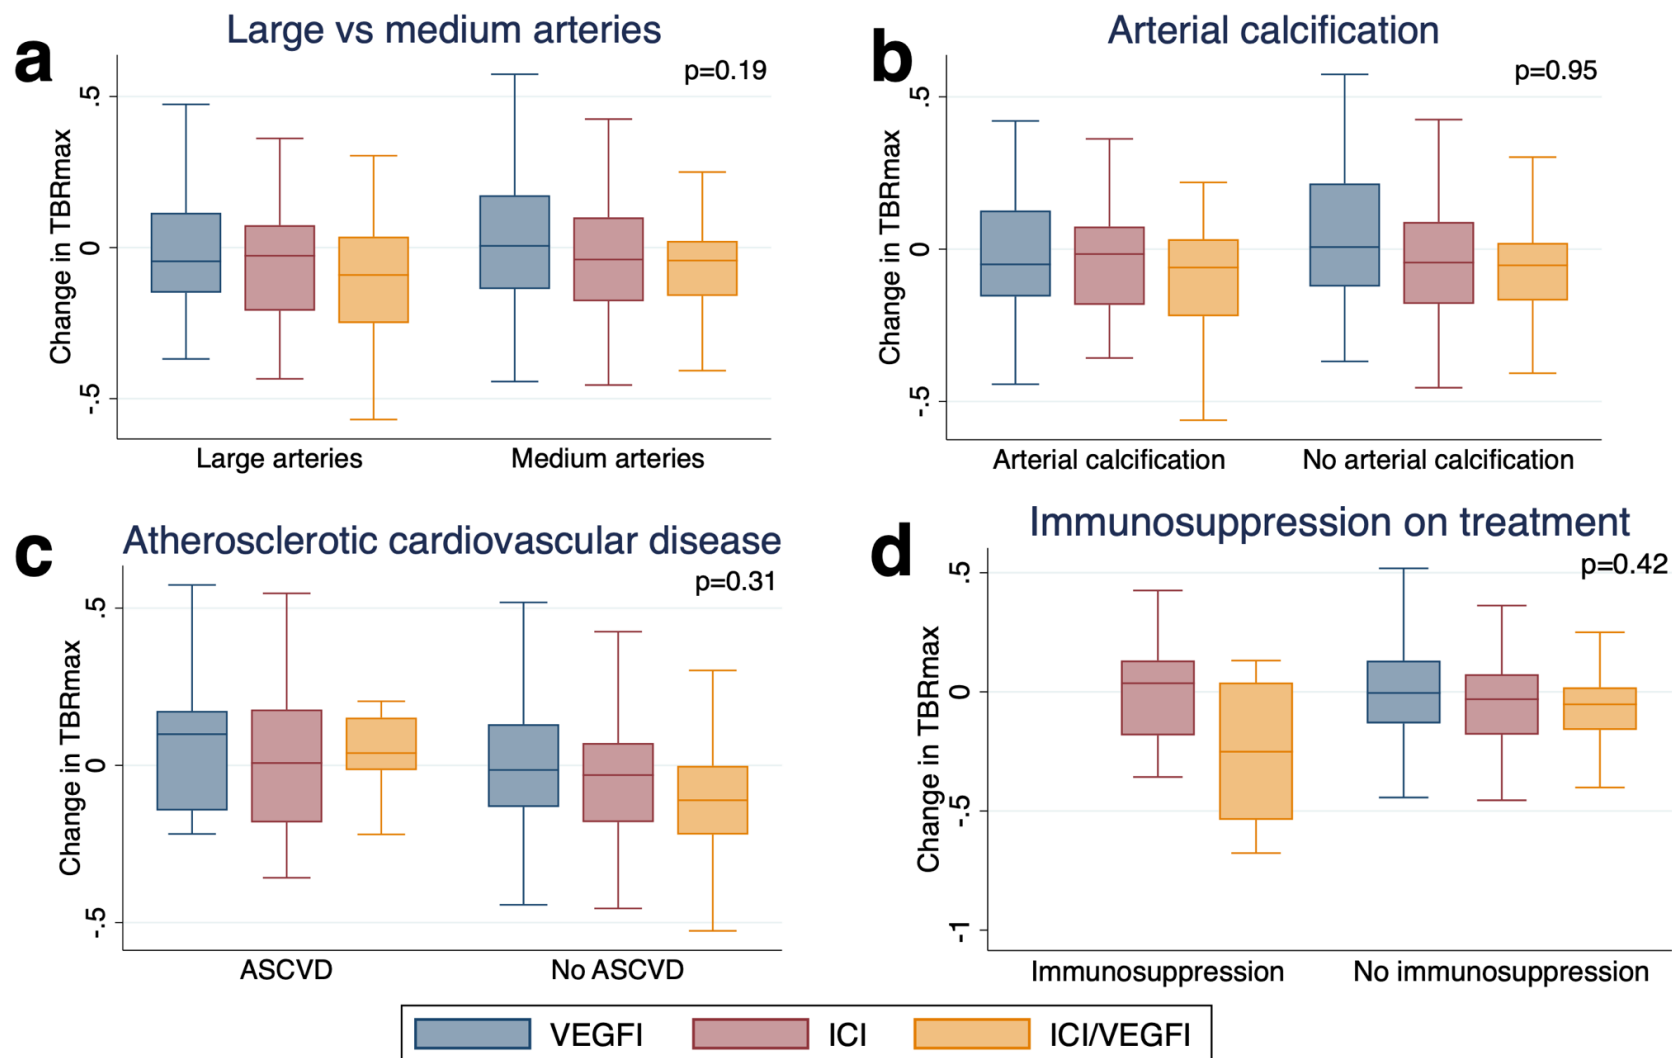 a
Large vs medium arteries
p=0.19
Change in TBRmax
.5
0
-.5
Large arteries
Medium arteries
b
Arterial calcification
p=0.95
Change in TBRmax
.5
0
-.5
Arterial calcification
No arterial calcification
c
Atherosclerotic cardiovascular disease
p=0.31
Change in TBRmax
.5
0
-.5
ASCVD
No ASCVD
d
Immunosuppression on treatment
p=0.42
Change in TBRmax
.5
0
-.5
-1
Immunosuppression
No immunosuppression
VEGFI
ICI
ICI/VEGFI